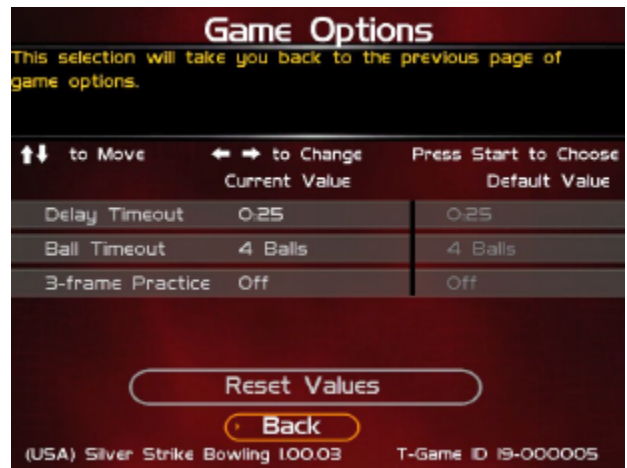 Game Options
This selection will take you back to the previous page of
game options.
to Move to Change Press Start to Choose
Current Value Default Value
Delay Timeout 0:25 0:25
Ball Timeout 4 Balls 4 Balls
3-frame Practice Off Off
Reset Values
Back
(USA) Silver Strike Bowling 1.00.03 T-Game ID 19-000005